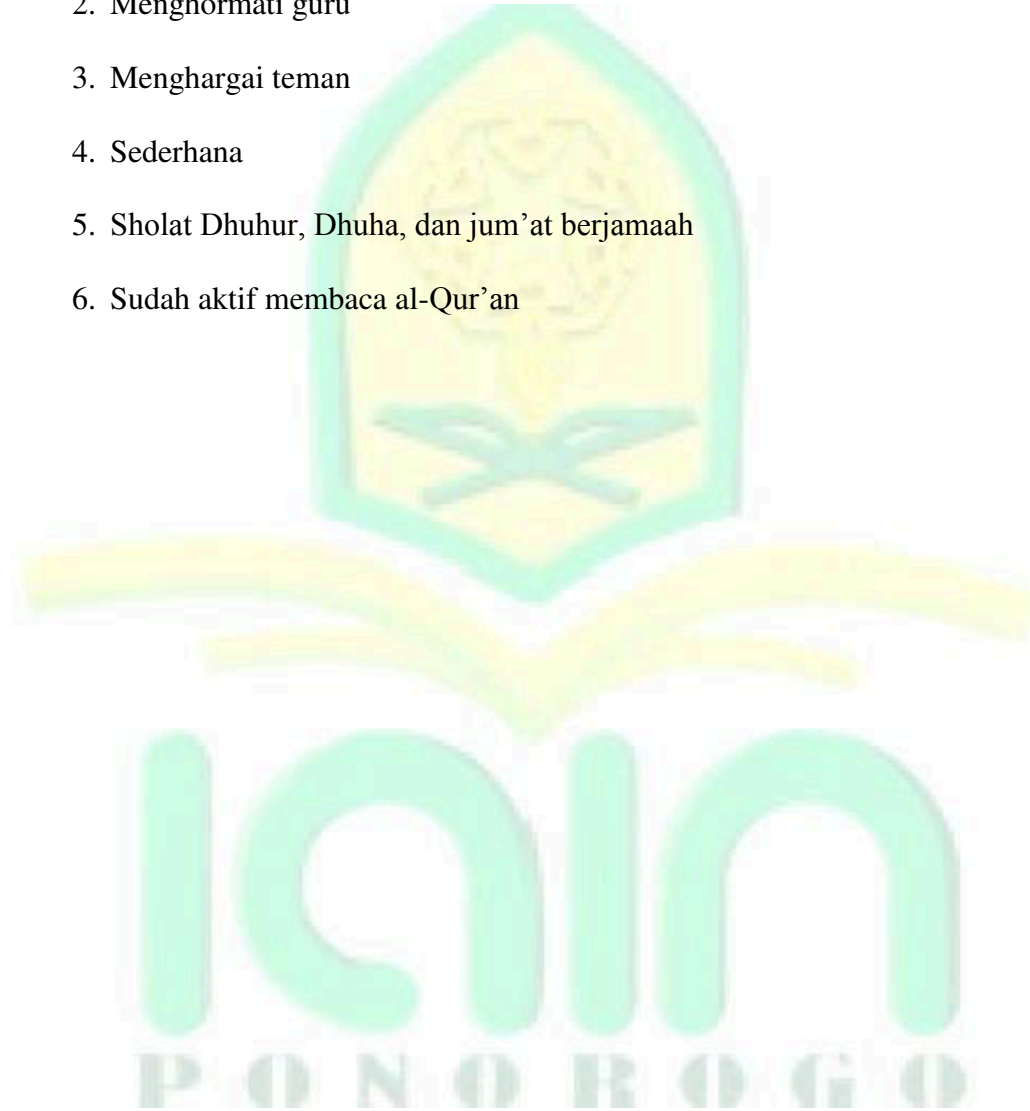 2. Menghormati guru
3. Menghargai teman
4. Sederhana
5. Sholat Dhuhur, Dhuha, dan jum’at berjamaah
6. Sudah aktif membaca al-Qur’an
iain
PONOROGO